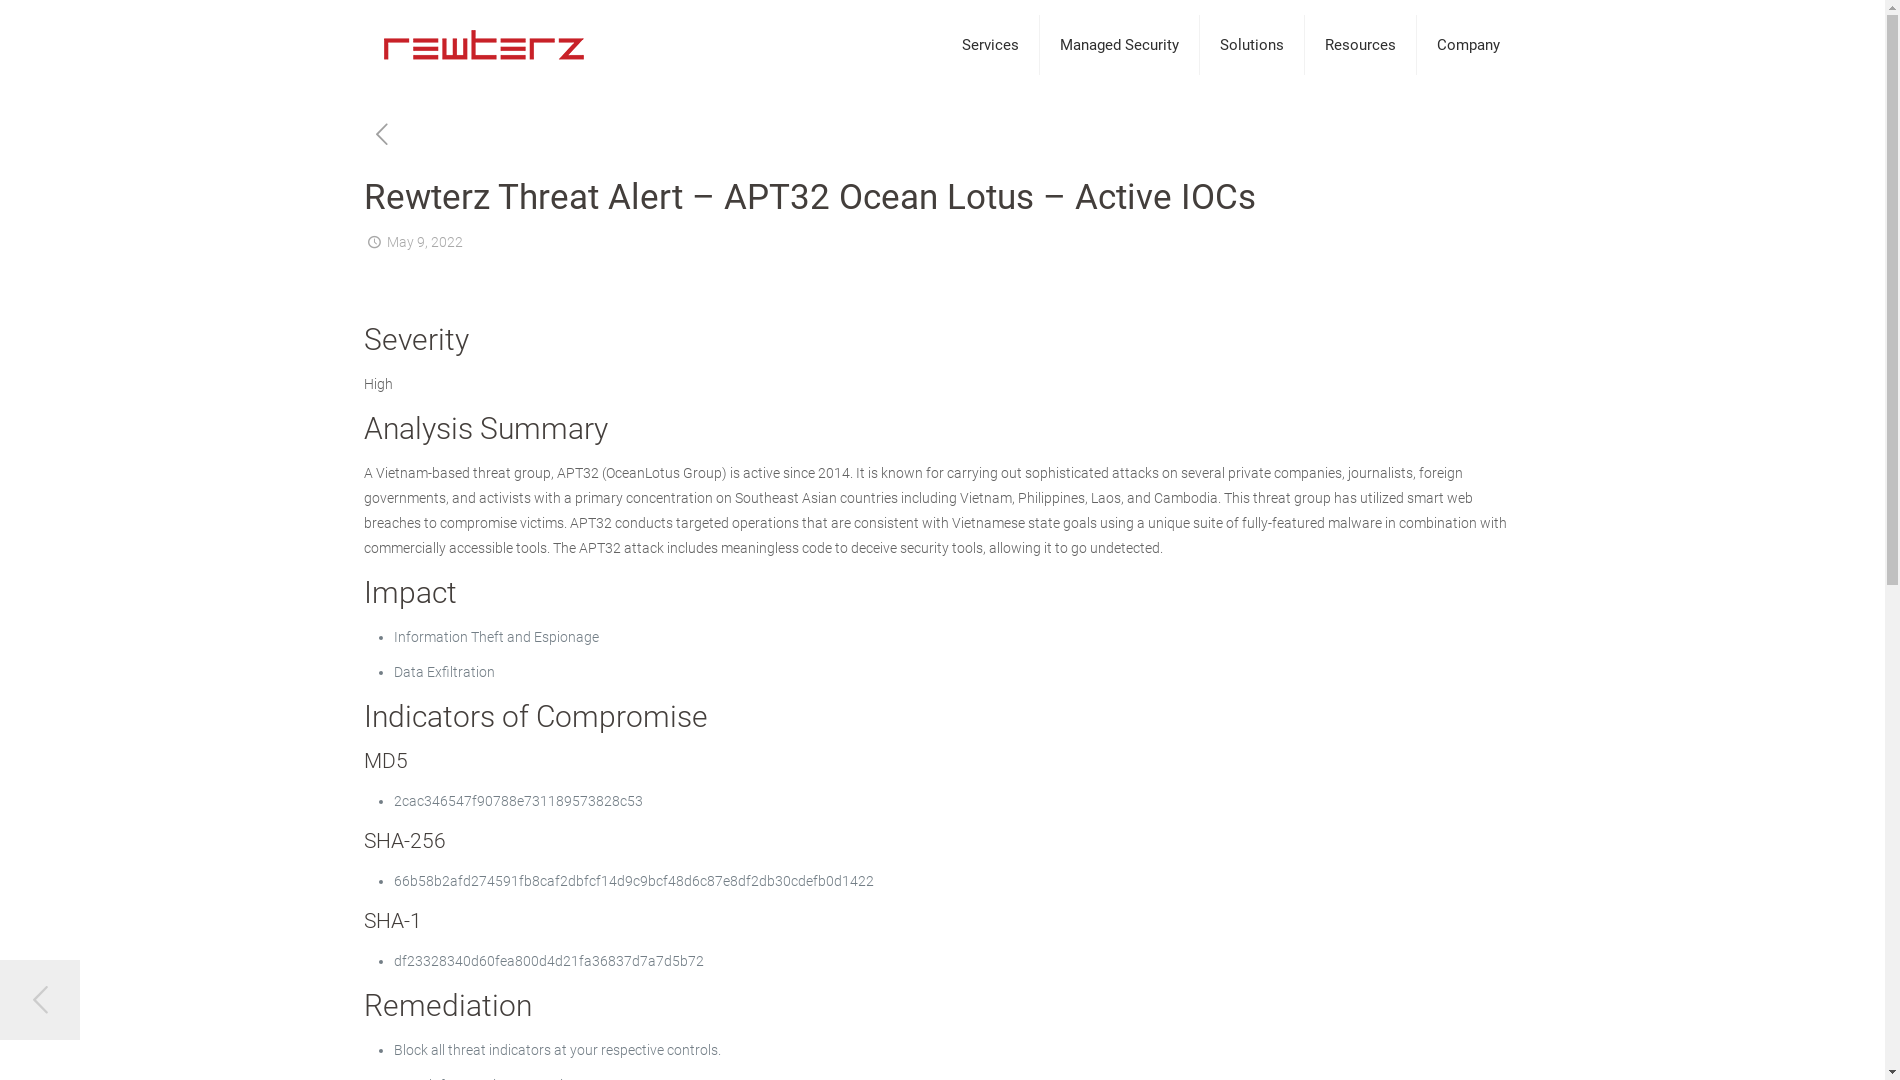 rewterz
Services
Managed Security
Solutions
Resources
Company
Rewterz Threat Alert – APT32 Ocean Lotus – Active IOCs
May 9, 2022
Severity
High
Analysis Summary
A Vietnam-based threat group, APT32 (OceanLotus Group) is active since 2014. It is known for carrying out sophisticated attacks on several private companies, journalists, foreign
governments, and activists with a primary concentration on Southeast Asian countries including Vietnam, Philippines, Laos, and Cambodia. This threat group has utilized smart web
breaches to compromise victims. APT32 conducts targeted operations that are consistent with Vietnamese state goals using a unique suite of fully-featured malware in combination with
commercially accessible tools. The APT32 attack includes meaningless code to deceive security tools, allowing it to go undetected.
Impact
• Information Theft and Espionage
• Data Exfiltration
Indicators of Compromise
MD5
• 2cac346547f90788e731189573828c53
SHA-256
• 66b58b2afd274591fb8caf2dbfcf14d9c9bcf48d6c87e8df2db30cdefb0d1422
SHA-1
• df23328340d60fea800d4d21fa36837d7a7d5b72
Remediation
• Block all threat indicators at your respective controls.